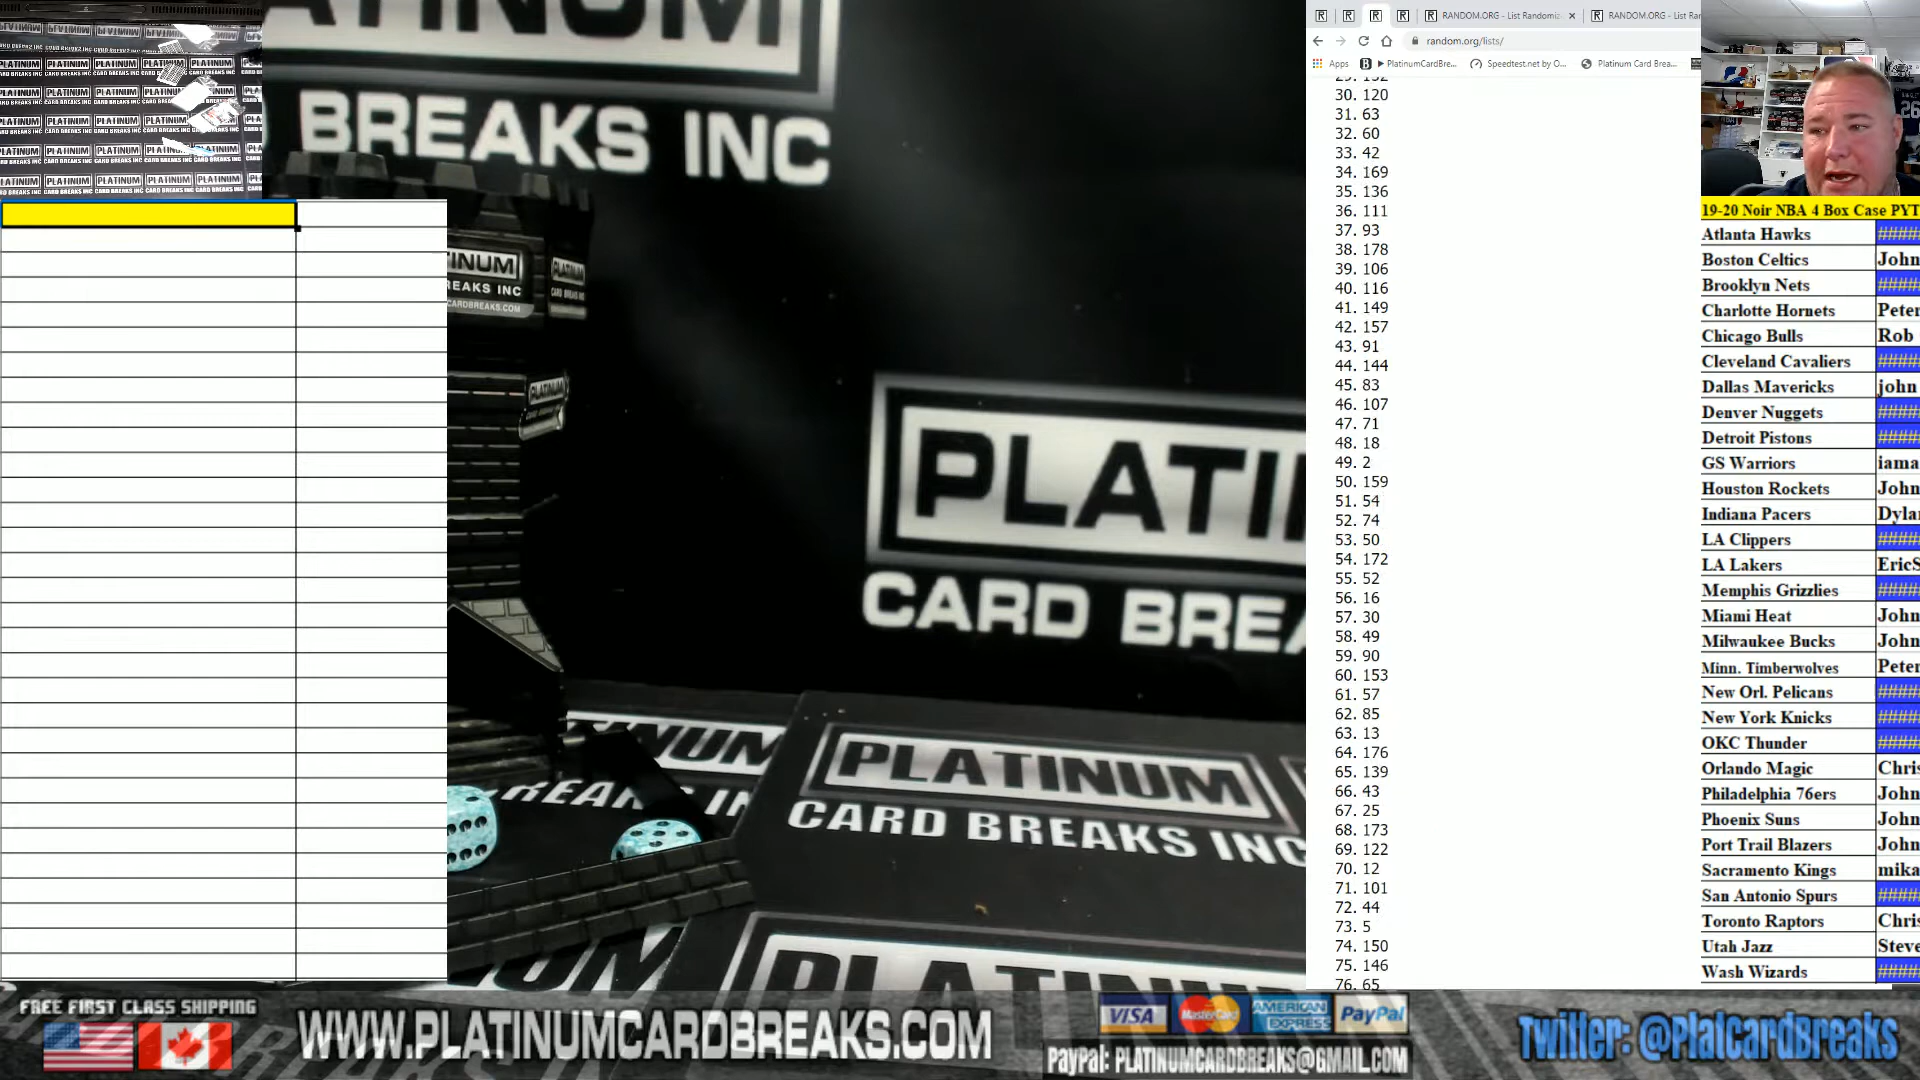 PLATINUM
BREAKS INC
RANDOM.ORG - List Randomi
RANDOM.ORG - List Ra
random.org/lists/
Apps
PlatinumCardBre...
Speedtest.net by O...
Platinum Card Brea...
30. 120
31. 63
32. 60
33. 42
34. 169
35. 136
36. 111
37. 93
38. 178
39. 106
40. 116
41. 149
42. 157
43. 91
44. 144
45. 83
46. 107
47. 71
48. 18
49. 2
50. 159
51. 54
52. 74
53. 50
54. 172
55. 52
56. 16
57. 30
58. 49
59. 90
60. 153
61. 57
62. 85
63. 13
64. 176
65. 139
66. 43
67. 25
68. 173
69. 122
70. 12
71. 101
72. 44
73. 5
74. 150
75. 146
76. 65
19-20 Noir NBA 4 Box Case PYT
Atlanta Hawks #####
Boston Celtics John
Brooklyn Nets #####
Charlotte Hornets Peter
Chicago Bulls Rob
Cleveland Cavaliers #####
Dallas Mavericks john
Denver Nuggets #####
Detroit Pistons #####
GS Warriors iama
Houston Rockets John
Indiana Pacers Dyla
LA Clippers #####
LA Lakers EricS
Memphis Grizzlies #####
Miami Heat John
Milwaukee Bucks John
Minn. Timberwolves Peter
New Orl. Pelicans #####
New York Knicks #####
OKC Thunder #####
Orlando Magic Chris
Philadelphia 76ers John
Phoenix Suns John
Port Trail Blazers John
Sacramento Kings mika
San Antonio Spurs #####
Toronto Raptors Chris
Utah Jazz Steve
Wash Wizards #####
PLATI
CARD BREA
PLATINUM
CARD BREAKS INC
PLATINUM
FREE FIRST CLASS SHIPPING
WWW.PLATINUMCARDBREAKS.COM
VISA
MasterCard
AMERICAN EXPRESS
PayPal
PayPal: PLATINUMCARDBREAKS@GMAIL.COM
Twitter: @PlatCardBreaks